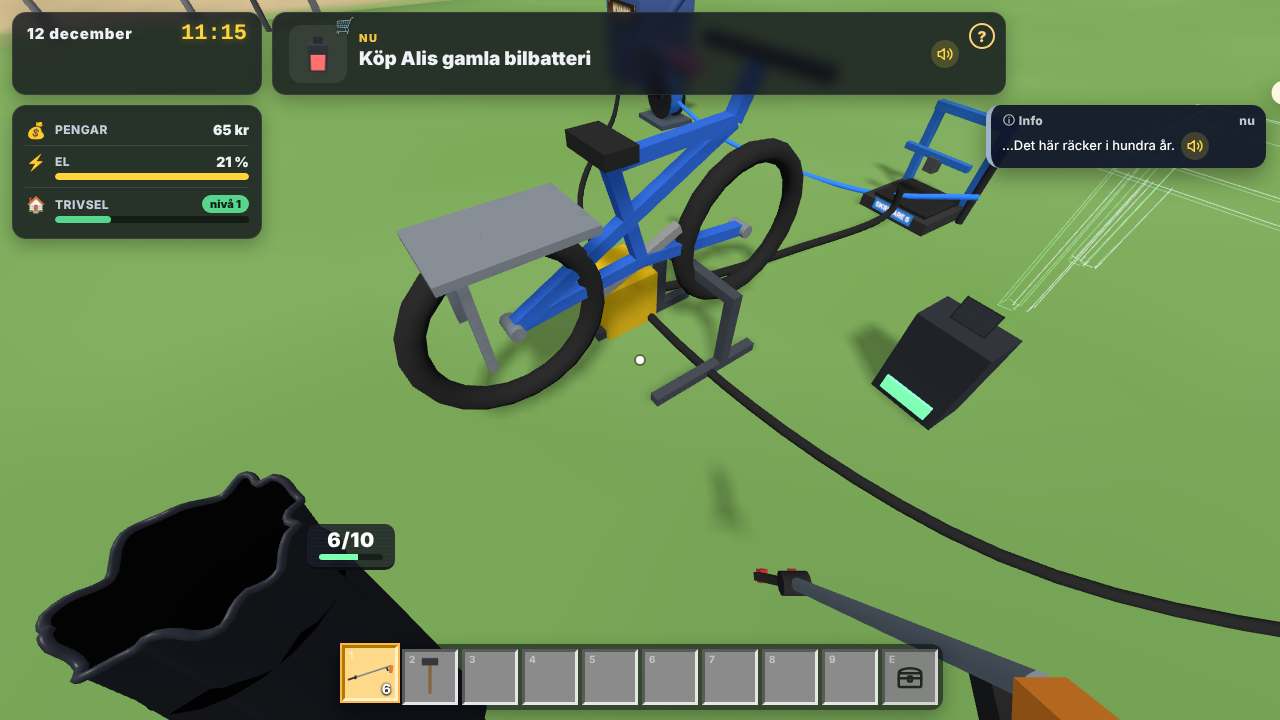 12 december
11:15
NU
Köp Alis gamla bilbatteri
?
PENGAR
65 kr
EL
21 %
TRIVSEL
nivå 1
Info
nu
...Det här räcker i hundra år.
6/10
6
2
3
4
5
6
7
8
9
E